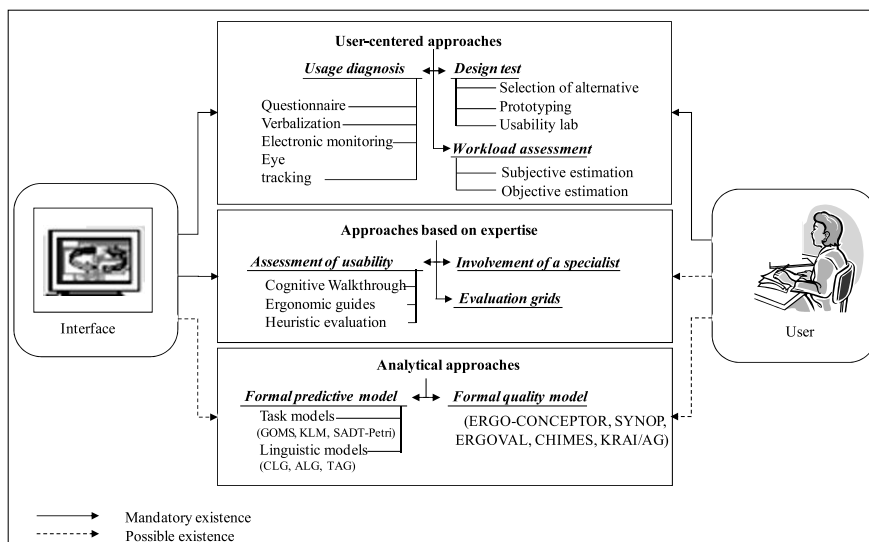 User-centered approaches
Usage diagnosis
Design test
Questionnaire
Verbalization
Electronic monitoring
Eye
tracking
Selection of alternative
Prototyping
Usability lab
Workload assessment
Subjective estimation
Objective estimation
Interface
Approaches based on expertise
Assessment of usability
Involvement of a specialist
Cognitive Walkthrough
Ergonomic guides
Heuristic evaluation
Evaluation grids
User
Analytical approaches
Formal predictive model
Formal quality model
Task models
(GOMS, KLM, SADT-Petri)
Linguistic models
(CLG, ALG, TAG)
(ERGO-CONCEPTOR, SYNOP,
ERGOVAL, CHIMES, KRAI/AG)
Mandatory existence
Possible existence